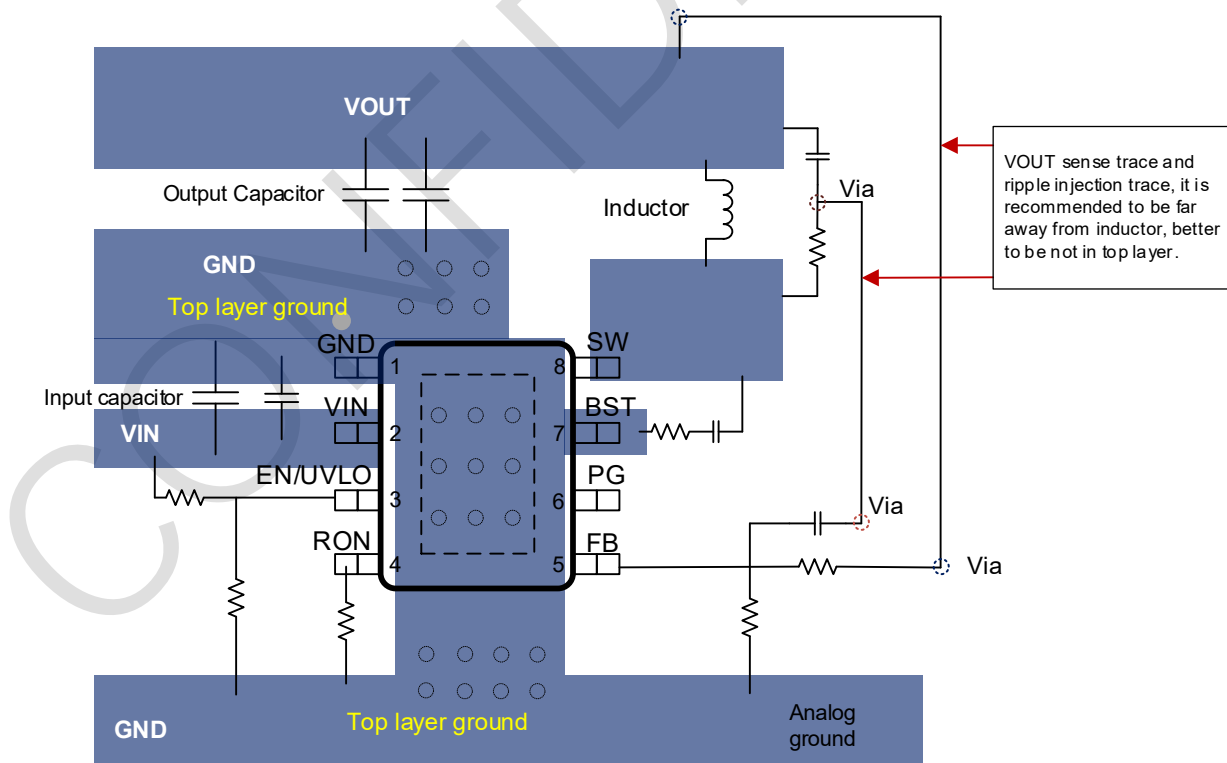 VOUT
Output Capacitor
Inductor
Via
VOUT sense trace and
ripple injection trace, it is
recommended to be far
away from inductor, better
to be not in top layer.
GND
Top layer ground
GND
1
8
SW
Input capacitor
VIN
VIN
2
7
BST
EN/UVLO
3
6
PG
Via
RON
4
5
FB
Via
GND
Top layer ground
Analog
ground
CONFID